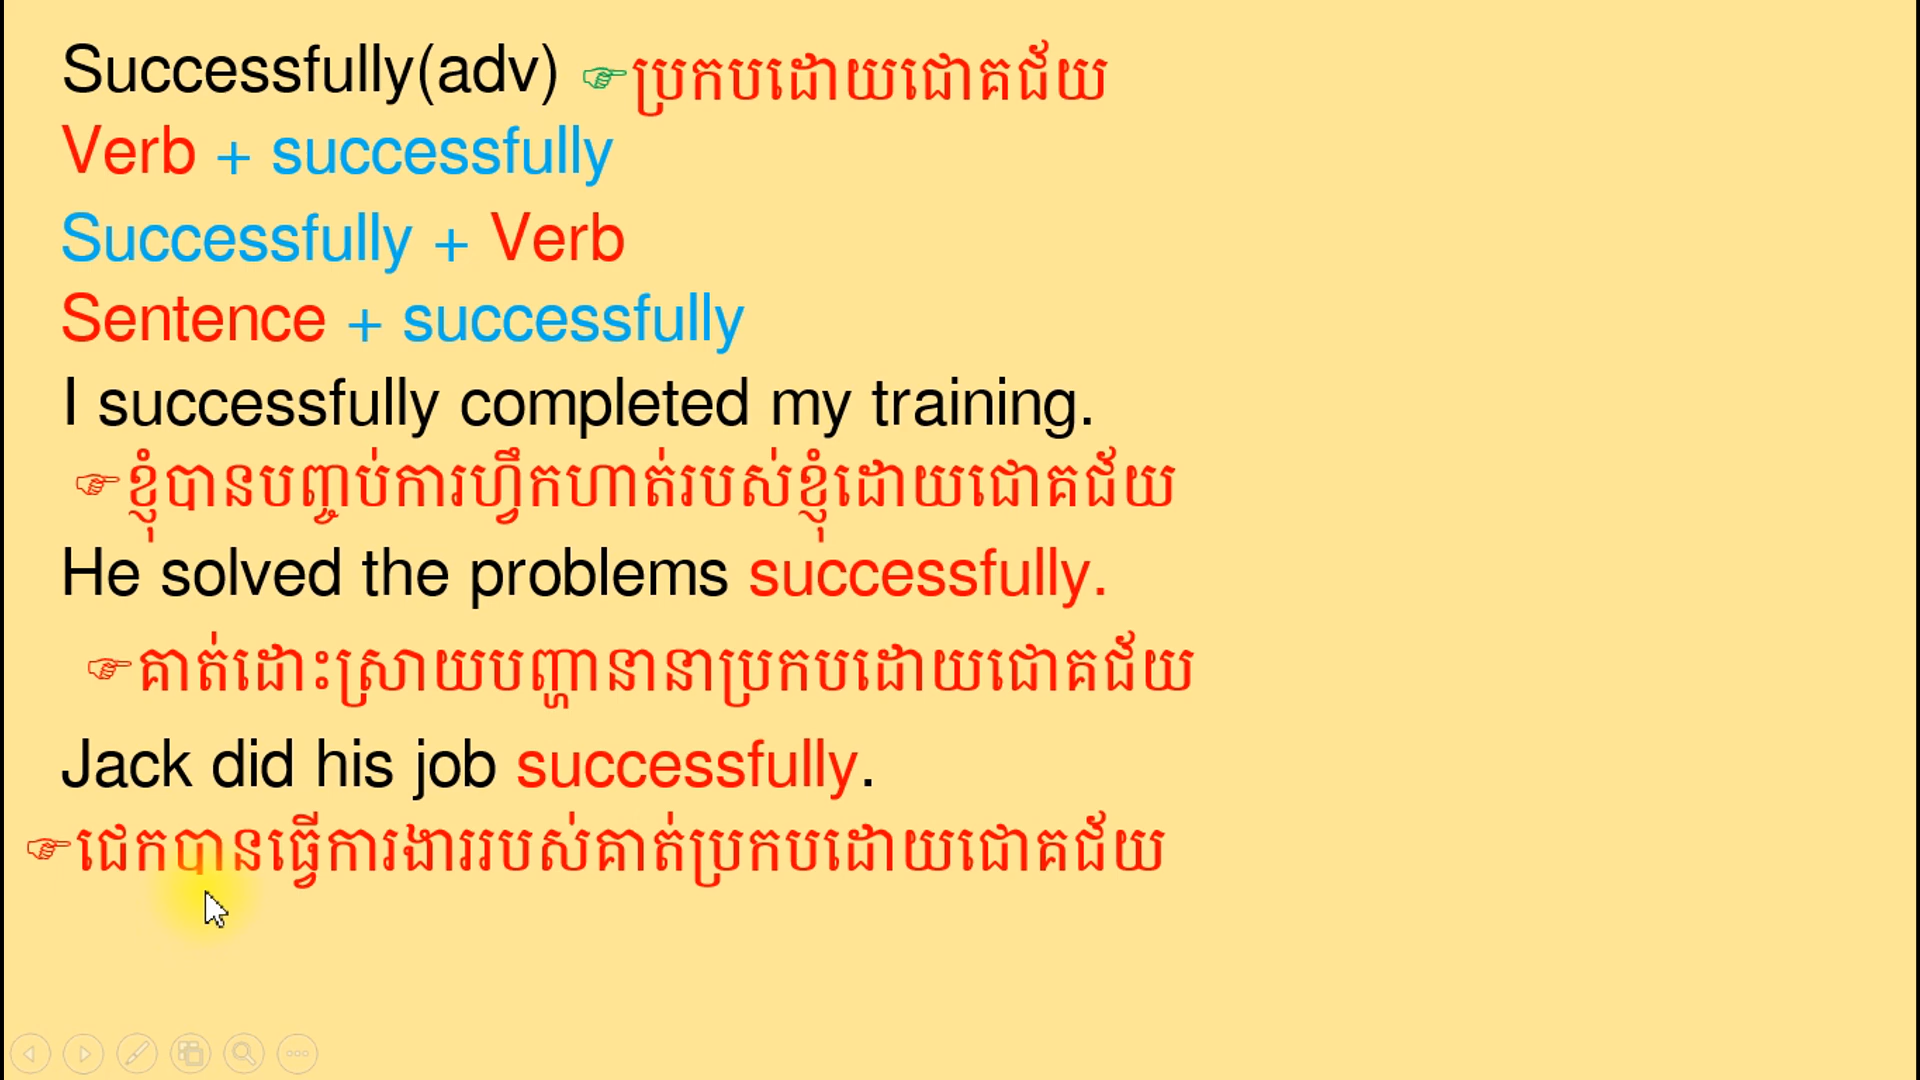 Successfully(adv) ☞ប្រកបដោយជោគជ័យ
Verb + successfully
Successfully + Verb
Sentence + successfully
I successfully completed my training.
☞ខ្ញុំបានបញ្ចប់ការហ្វឹកហាត់របស់ខ្ញុំដោយជោគជ័យ
He solved the problems successfully.
☞គាត់ដោះស្រាយបញ្ហានានាប្រកបដោយជោគជ័យ
Jack did his job successfully.
☞ជេកបានធ្វើការងាររបស់គាត់ប្រកបដោយជោគជ័យ